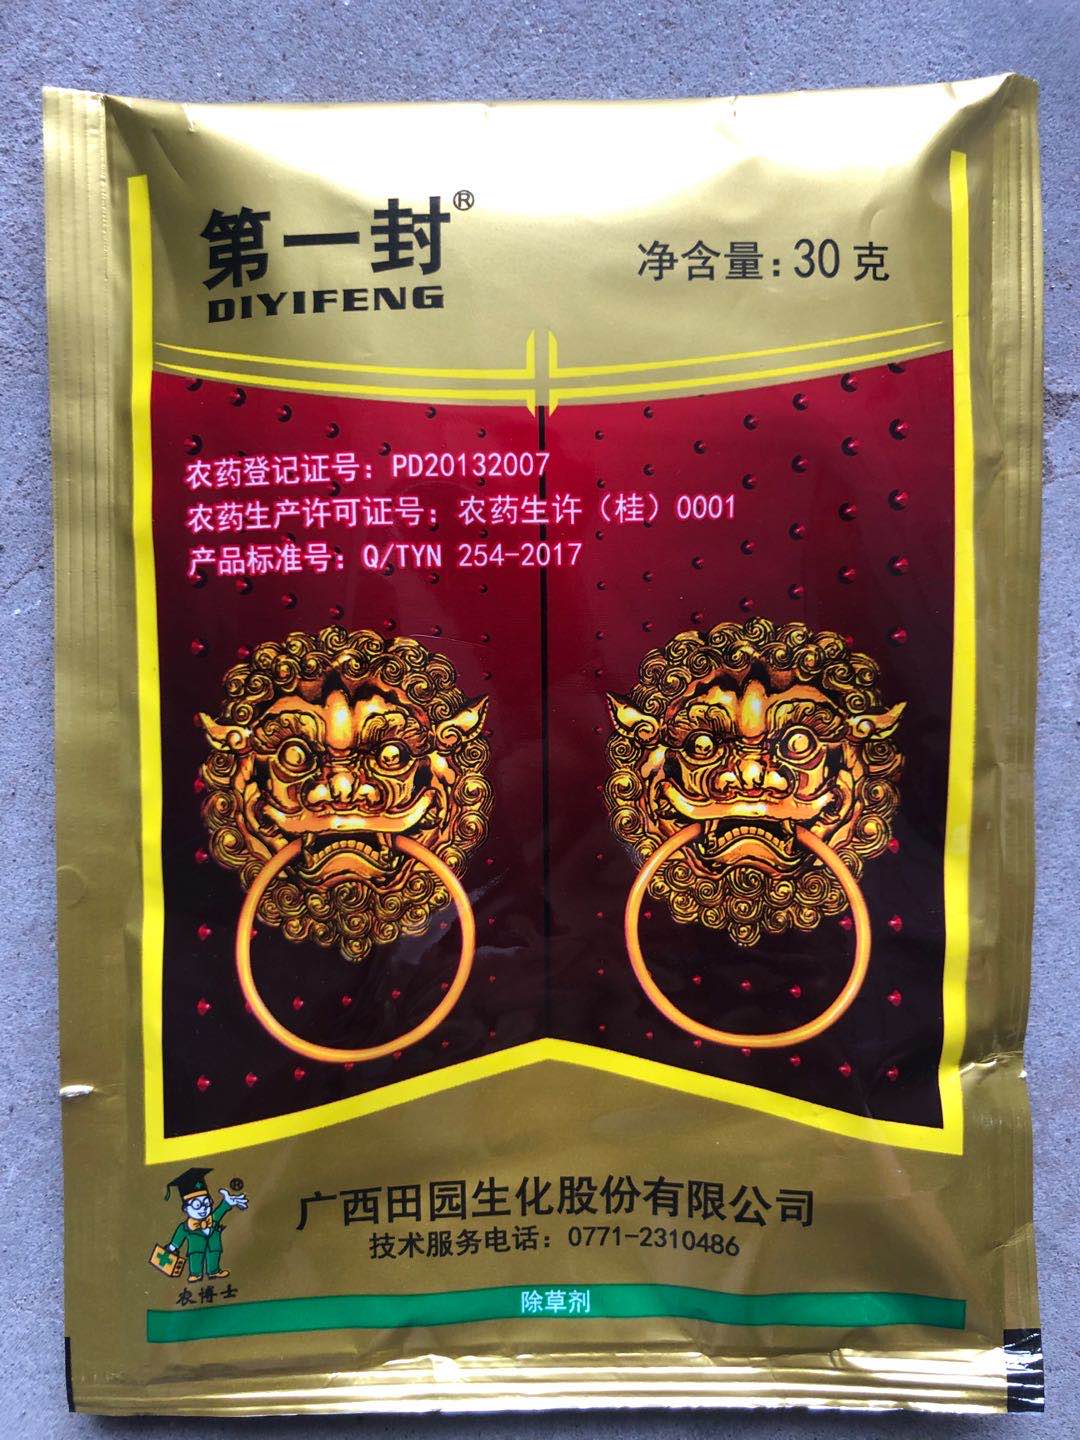 第一封®
DIYIFENG
净含量:30克
农药登记证号:PD20132007
农药生产许可证号:农药生许(桂)0001
产品标准号:Q/TYN 254-2017
广西田园生化股份有限公司
技术服务电话:0771-2310486
®
农博士
除草剂